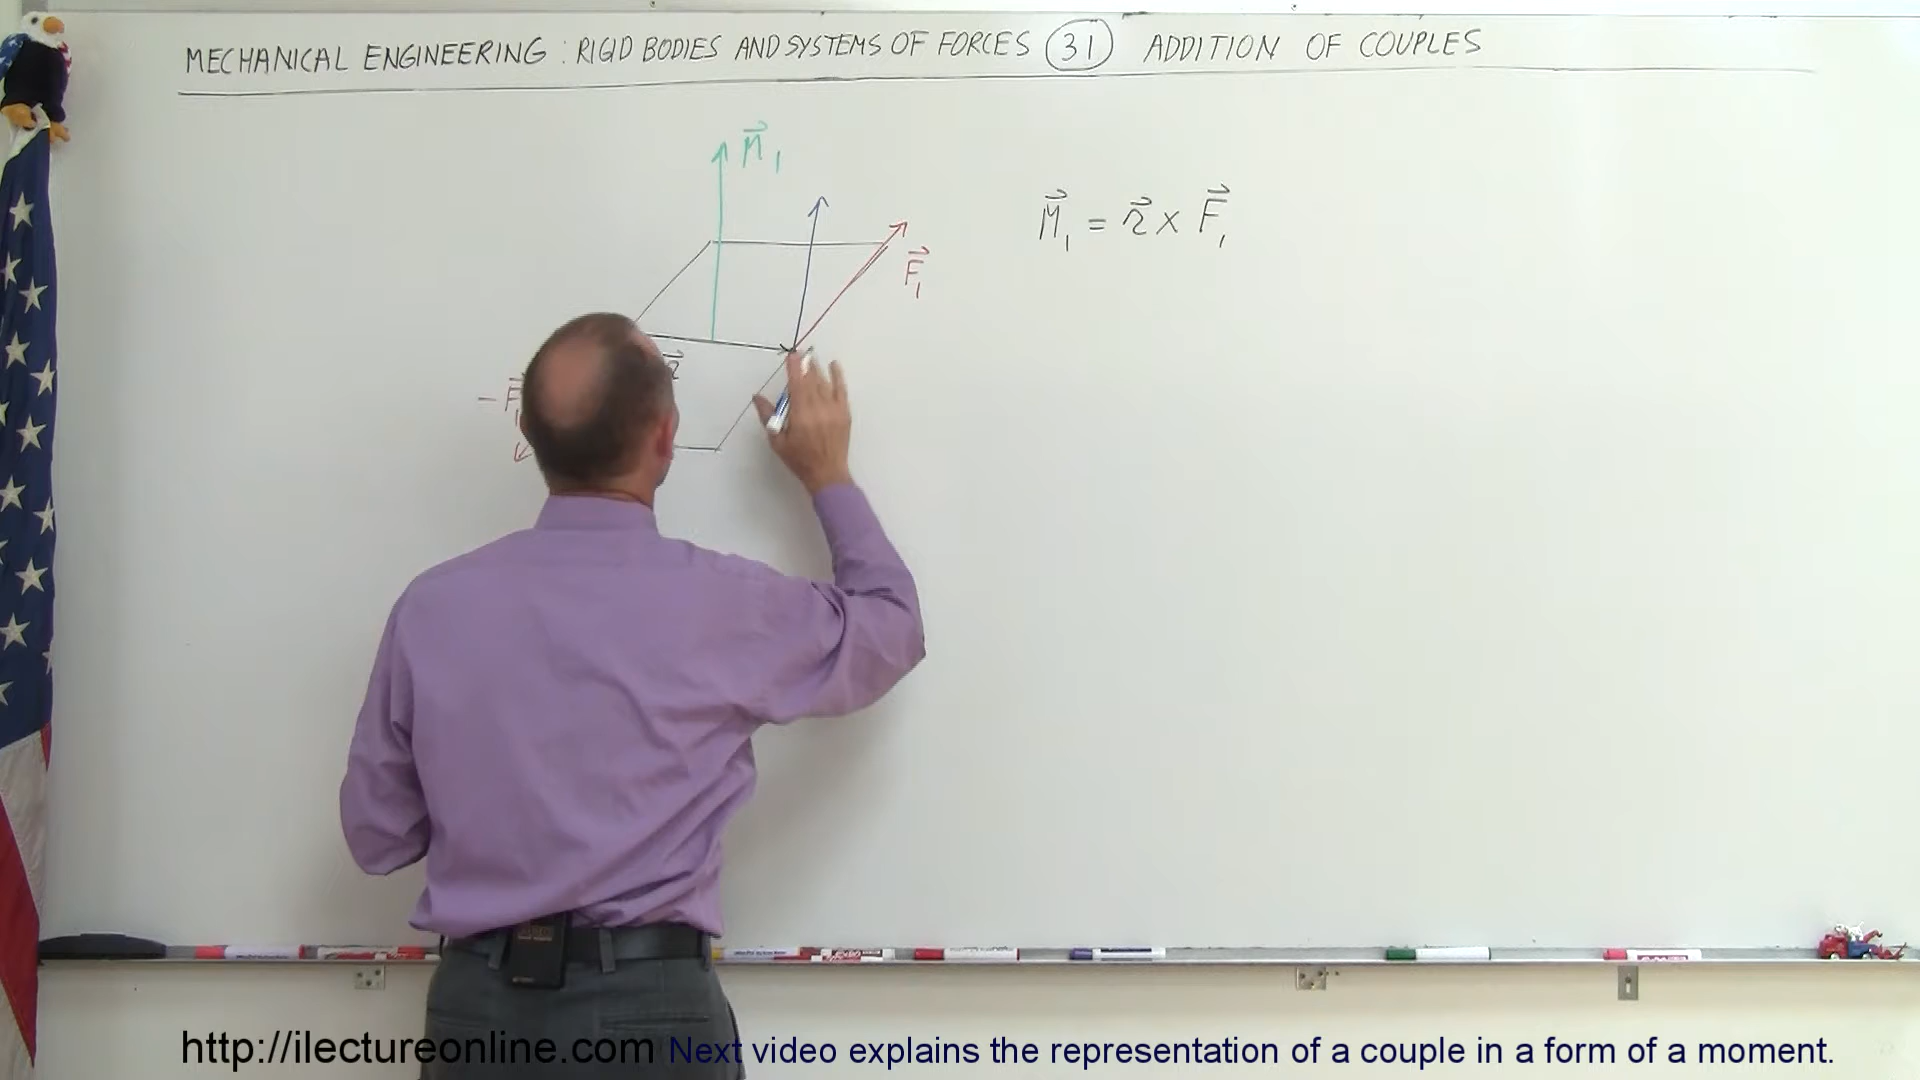 MECHANICAL ENGINEERING : RIGID BODIES AND SYSTEMS OF FORCES 31 ADDITION OF COUPLES
M⃗₁
M⃗₁ = r⃗ × F⃗₁
F⃗₁
r⃗
– F⃗₁
http://ilectureonline.com Next video explains the representation of a couple in a form of a moment.